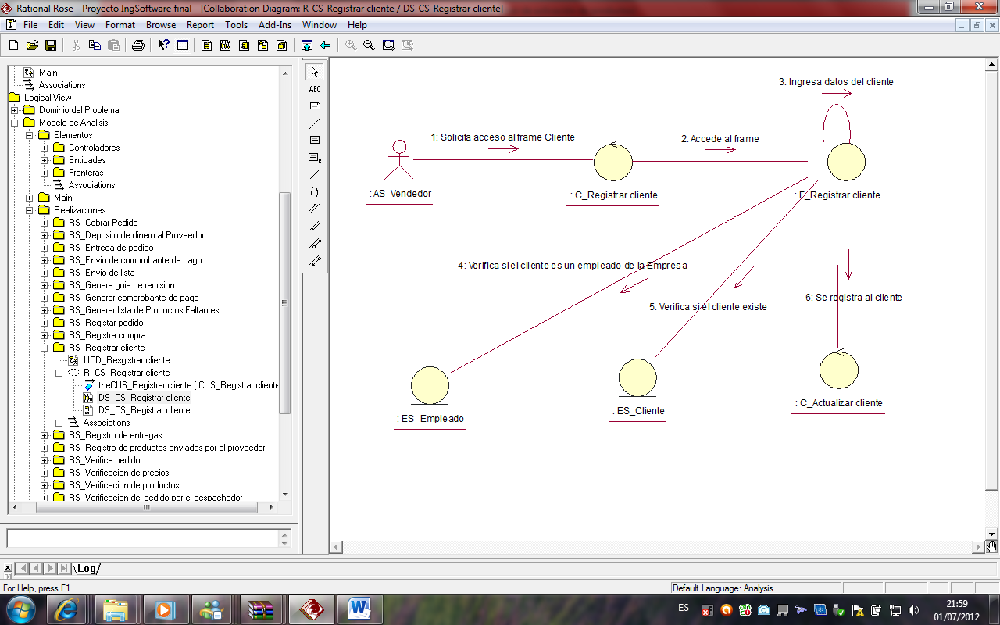 Rational Rose - Proyecto IngSoftware final - [Collaboration Diagram: R_CS_Registrar cliente / DS_CS_Registrar cliente]
File Edit View Format Browse Report Tools Add-Ins Window Help
Main
Associations
Logical View
Dominio del Problema
Modelo de Analisis
Elementos
Controladores
Entidades
Fronteras
Associations
Main
Realizaciones
RS_Cobrar Pedido
RS_Deposito de dinero al Proveedor
RS_Entrega de pedido
RS_Envio de comprobante de pago
RS_Envio de lista
RS_Genera guia de remision
RS_Generar comprobante de pago
RS_Generar lista de Productos Faltantes
RS_Registar pedido
RS_Registra compra
RS_Registrar cliente
UCD_Resgistrar cliente
R_CS_Registrar cliente
theCUS_Registrar cliente ( CUS_Registrar cliente
DS_CS_Registrar cliente
DS_CS_Registrar cliente
Associations
RS_Registro de entregas
RS_Registro de productos enviados por el proveedor
RS_Verifica pedido
RS_Verificacion de precios
RS_Verificacion de productos
RS_Verificacion del pedido por el despachador
ABC
3: Ingresa datos del cliente
1: Solicita acceso al frame Cliente
2: Accede al frame
: AS_Vendedor
: C_Registrar cliente
: F_Registrar cliente
4: Verifica si el cliente es un empleado de la Empresa
5: Verifica si el cliente existe
6: Se registra al cliente
: ES_Empleado
: ES_Cliente
: C_Actualizar cliente
Log
For Help, press F1
Default Language: Analysis
ES
21:59
01/07/2012